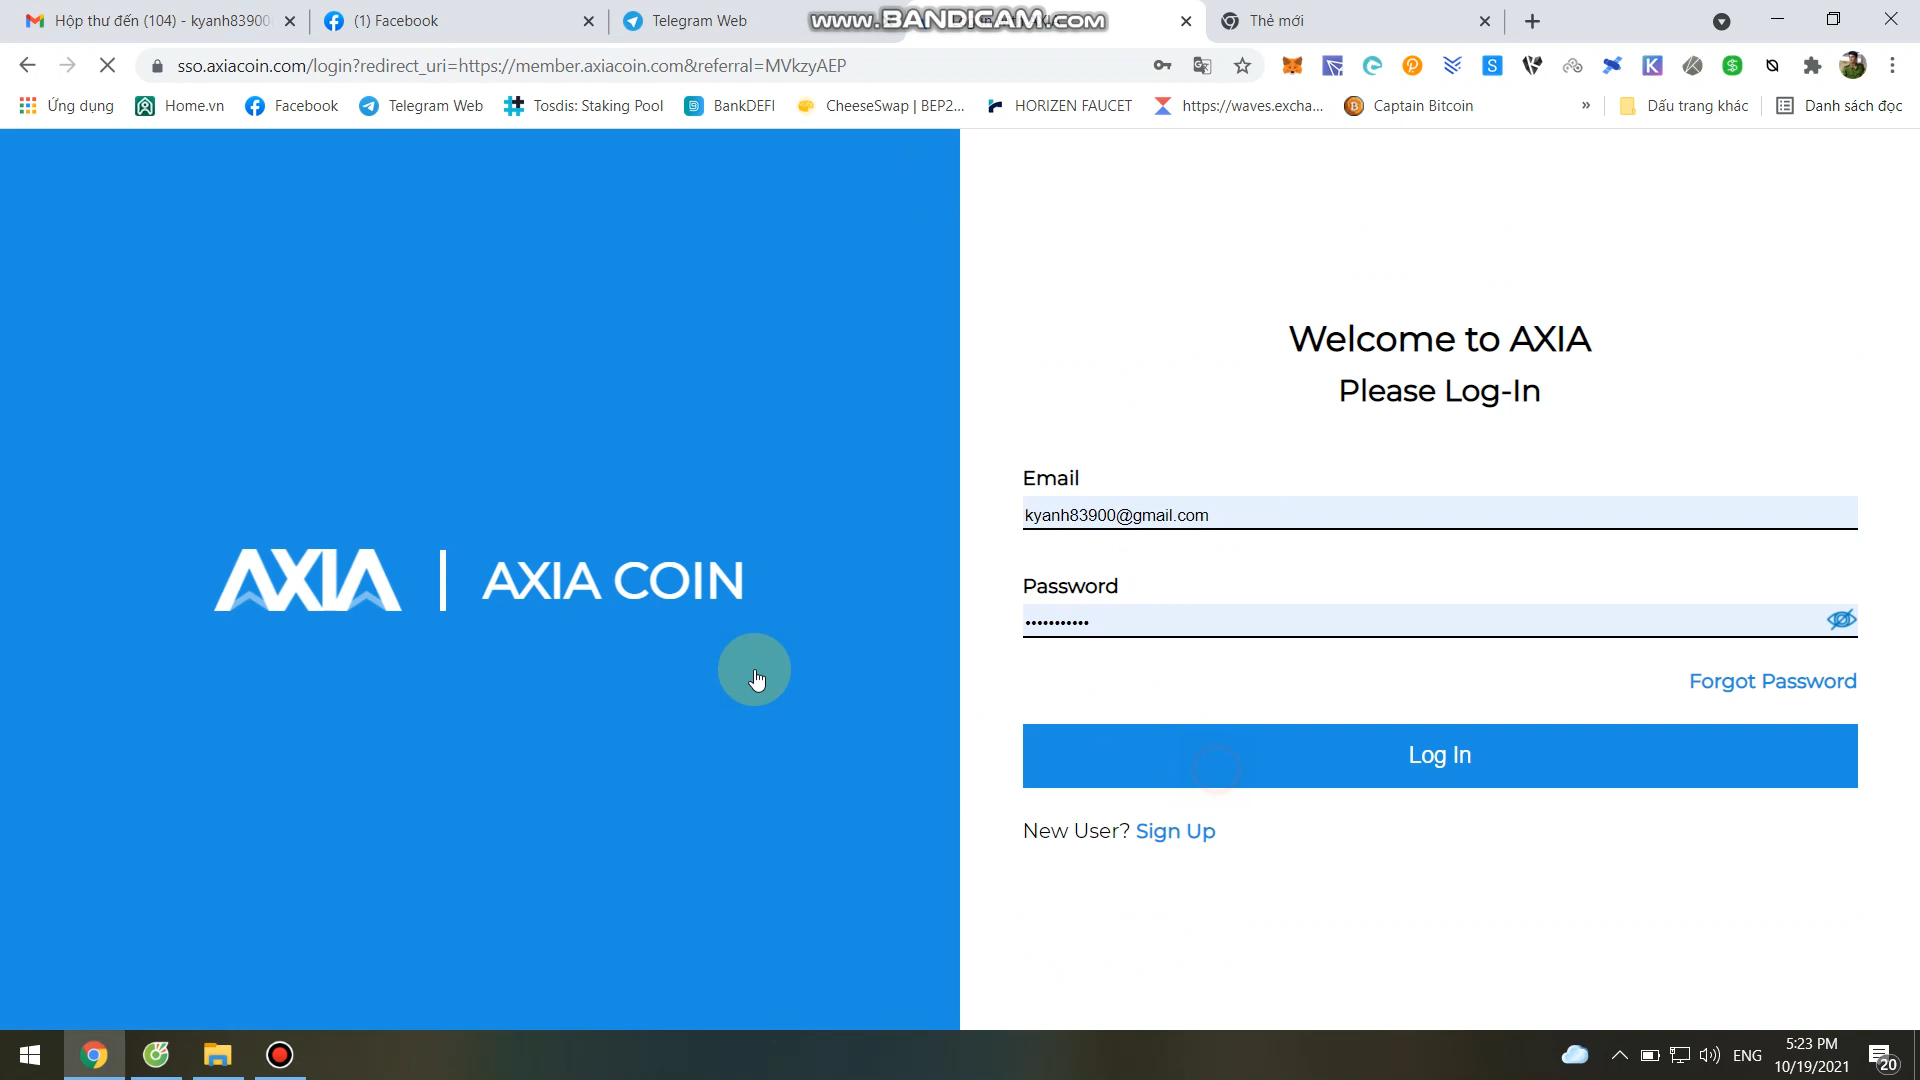 Hộp thư đến (104) - kyanh83900
(1) Facebook
Telegram Web
www.BANDICAM.com
Thẻ mới
sso.axiacoin.com/login?redirect_uri=https://member.axiacoin.com&referral=MVkzyAEP
Ứng dụng
Home.vn
Facebook
Telegram Web
Tosdis: Staking Pool
BankDEFI
CheeseSwap | BEP2...
HORIZEN FAUCET
https://waves.excha...
Captain Bitcoin
»
Dấu trang khác
Danh sách đọc
AXIA | AXIA COIN
Welcome to AXIA
Please Log-In
Email
kyanh83900@gmail.com
Password
•••••••••••
Forgot Password
Log In
New User? Sign Up
ENG
5:23 PM
10/19/2021
20